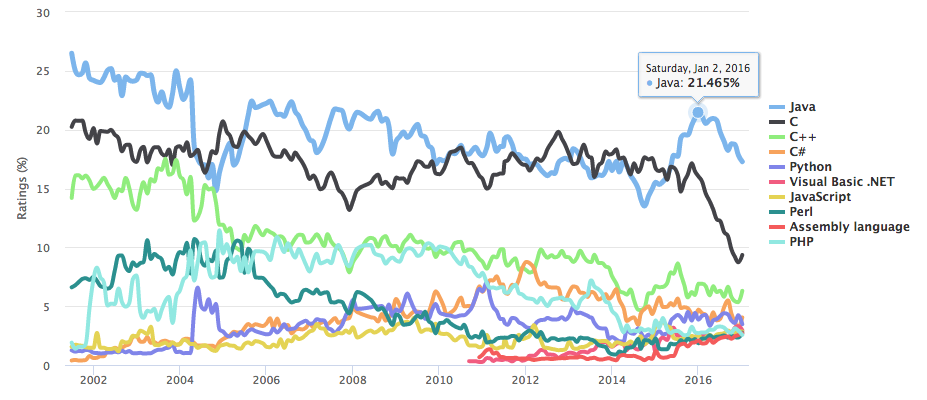 30
25
20
15
10
5
0
Ratings (%)
2002
2004
2006
2008
2010
2012
2014
2016
Saturday, Jan 2, 2016
Java: 21.465%
Java
C
C++
C#
Python
Visual Basic .NET
JavaScript
Perl
Assembly language
PHP